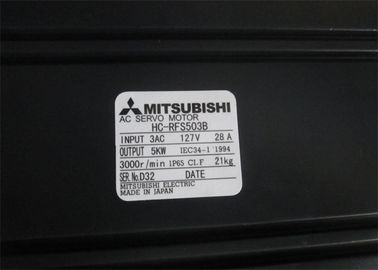 MITSUBISHI
AC SERVO MOTOR
HC-RFS503B
INPUT 3AC 127V 28 A
OUTPUT 5KW IEC34-1 1994
3000r/min IP65 CI.F 21kg
SER.No.D32 DATE
MITSUBISHI ELECTRIC
MADE IN JAPAN